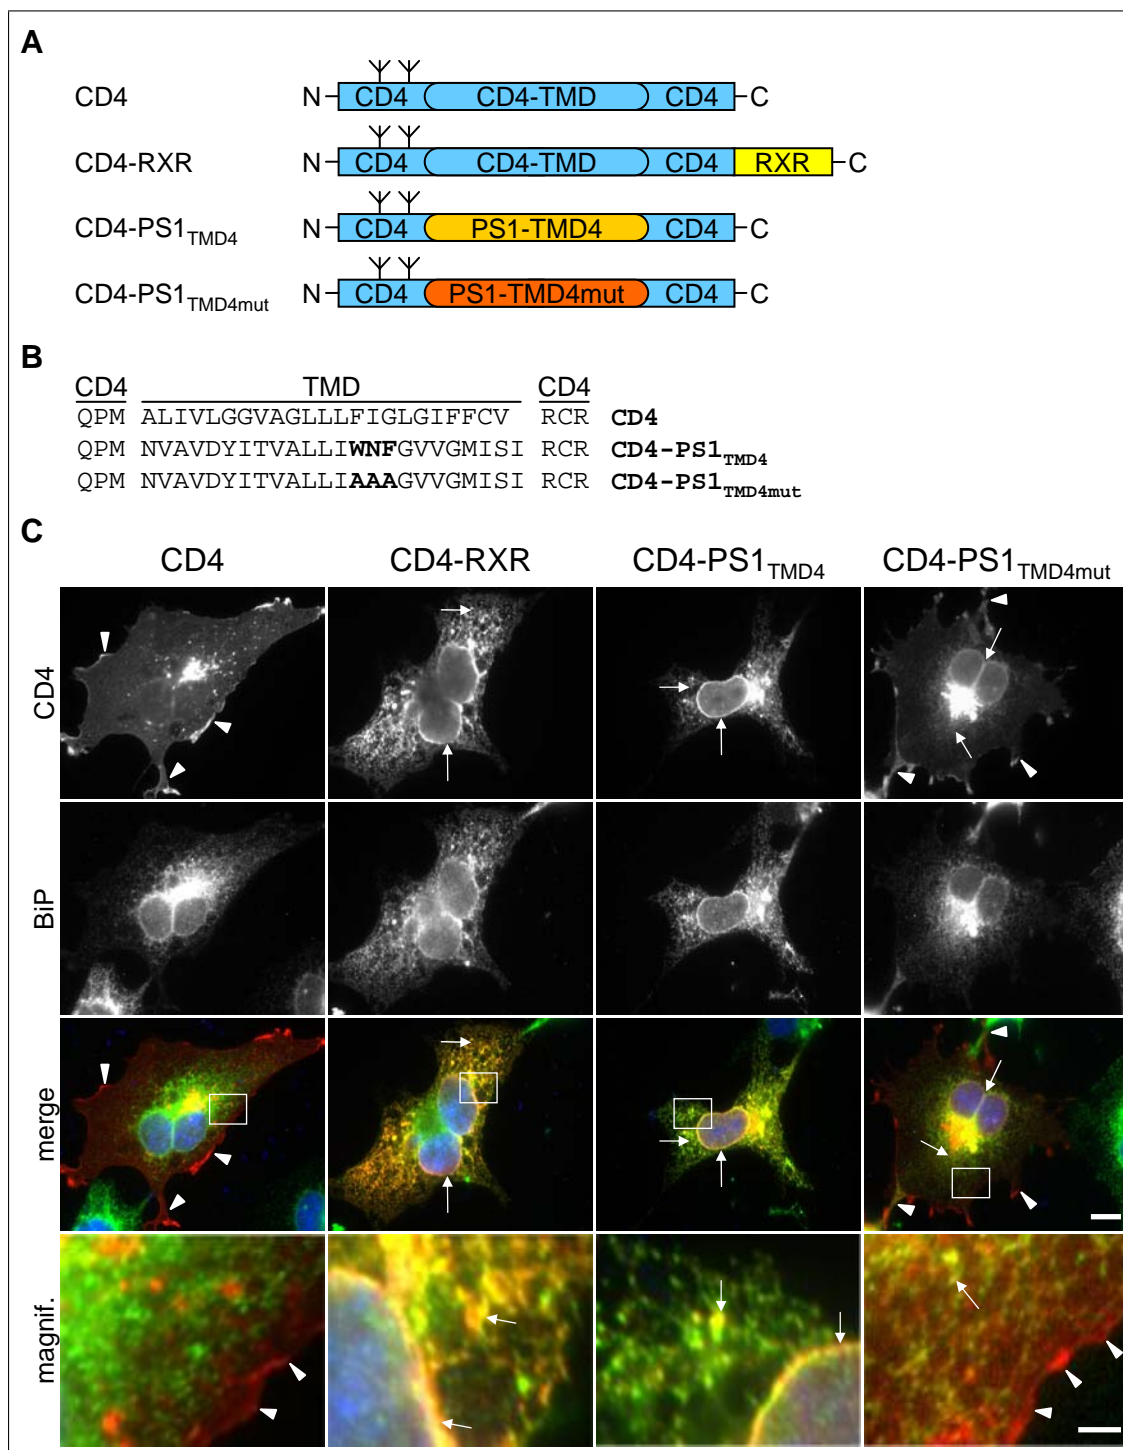 A
CD4 N CD4 CD4-TMD CD4 C
CD4-RXR N CD4 CD4-TMD CD4 RXR C
CD4-PS1TMD4 N CD4 PS1-TMD4 CD4 C
CD4-PS1TMD4mut N CD4 PS1-TMD4mut CD4 C
B
CD4 TMD CD4
QPM ALIVLGGVAGLLLFIGLGIFFCV RCR CD4
QPM NVAVDYITVALLIWNFGVVGMISI RCR CD4-PS1TMD4
QPM NVAVDYITVALLIAAAGVVGMISI RCR CD4-PS1TMD4mut
C
CD4 CD4-RXR CD4-PS1TMD4 CD4-PS1TMD4mut
CD4
BiP
merge
magnif.